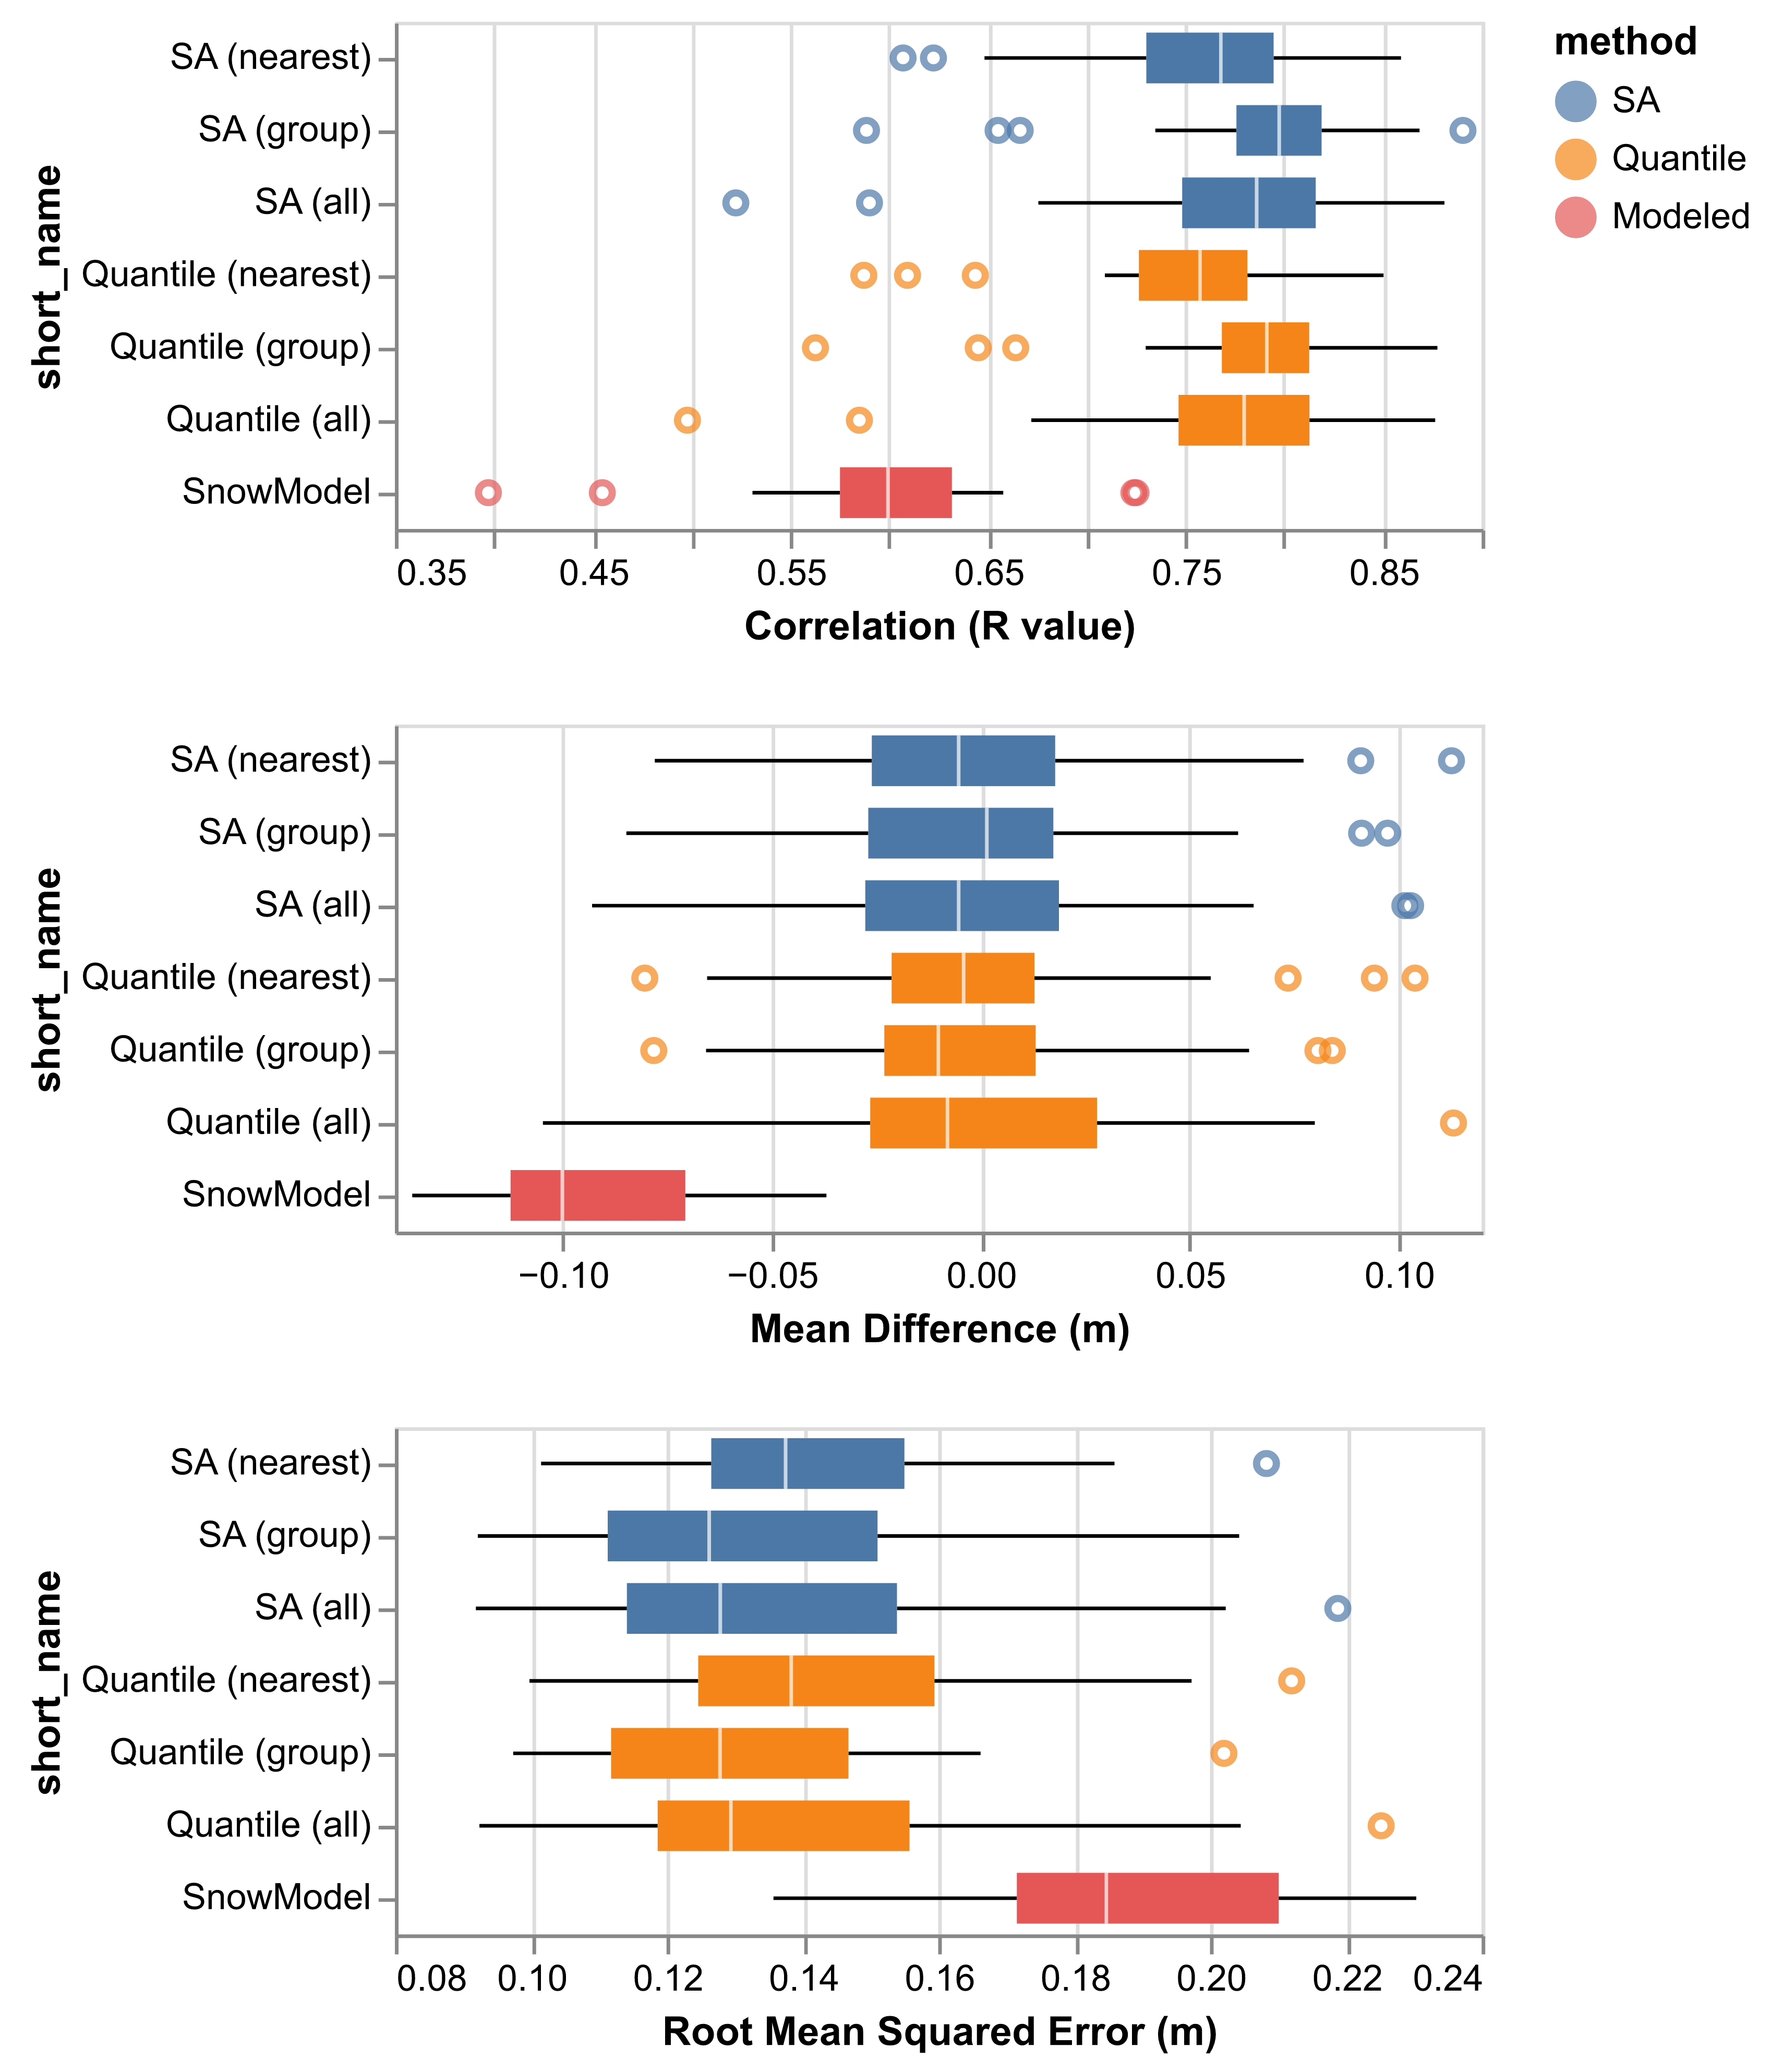 method
SA
Quantile
Modeled
short_name
SA (nearest)
SA (group)
SA (all)
Quantile (nearest)
Quantile (group)
Quantile (all)
SnowModel
0.35 0.45 0.55 0.65 0.75 0.85
Correlation (R value)
short_name
SA (nearest)
SA (group)
SA (all)
Quantile (nearest)
Quantile (group)
Quantile (all)
SnowModel
−0.10 −0.05 0.00 0.05 0.10
Mean Difference (m)
short_name
SA (nearest)
SA (group)
SA (all)
Quantile (nearest)
Quantile (group)
Quantile (all)
SnowModel
0.08 0.10 0.12 0.14 0.16 0.18 0.20 0.22 0.24
Root Mean Squared Error (m)